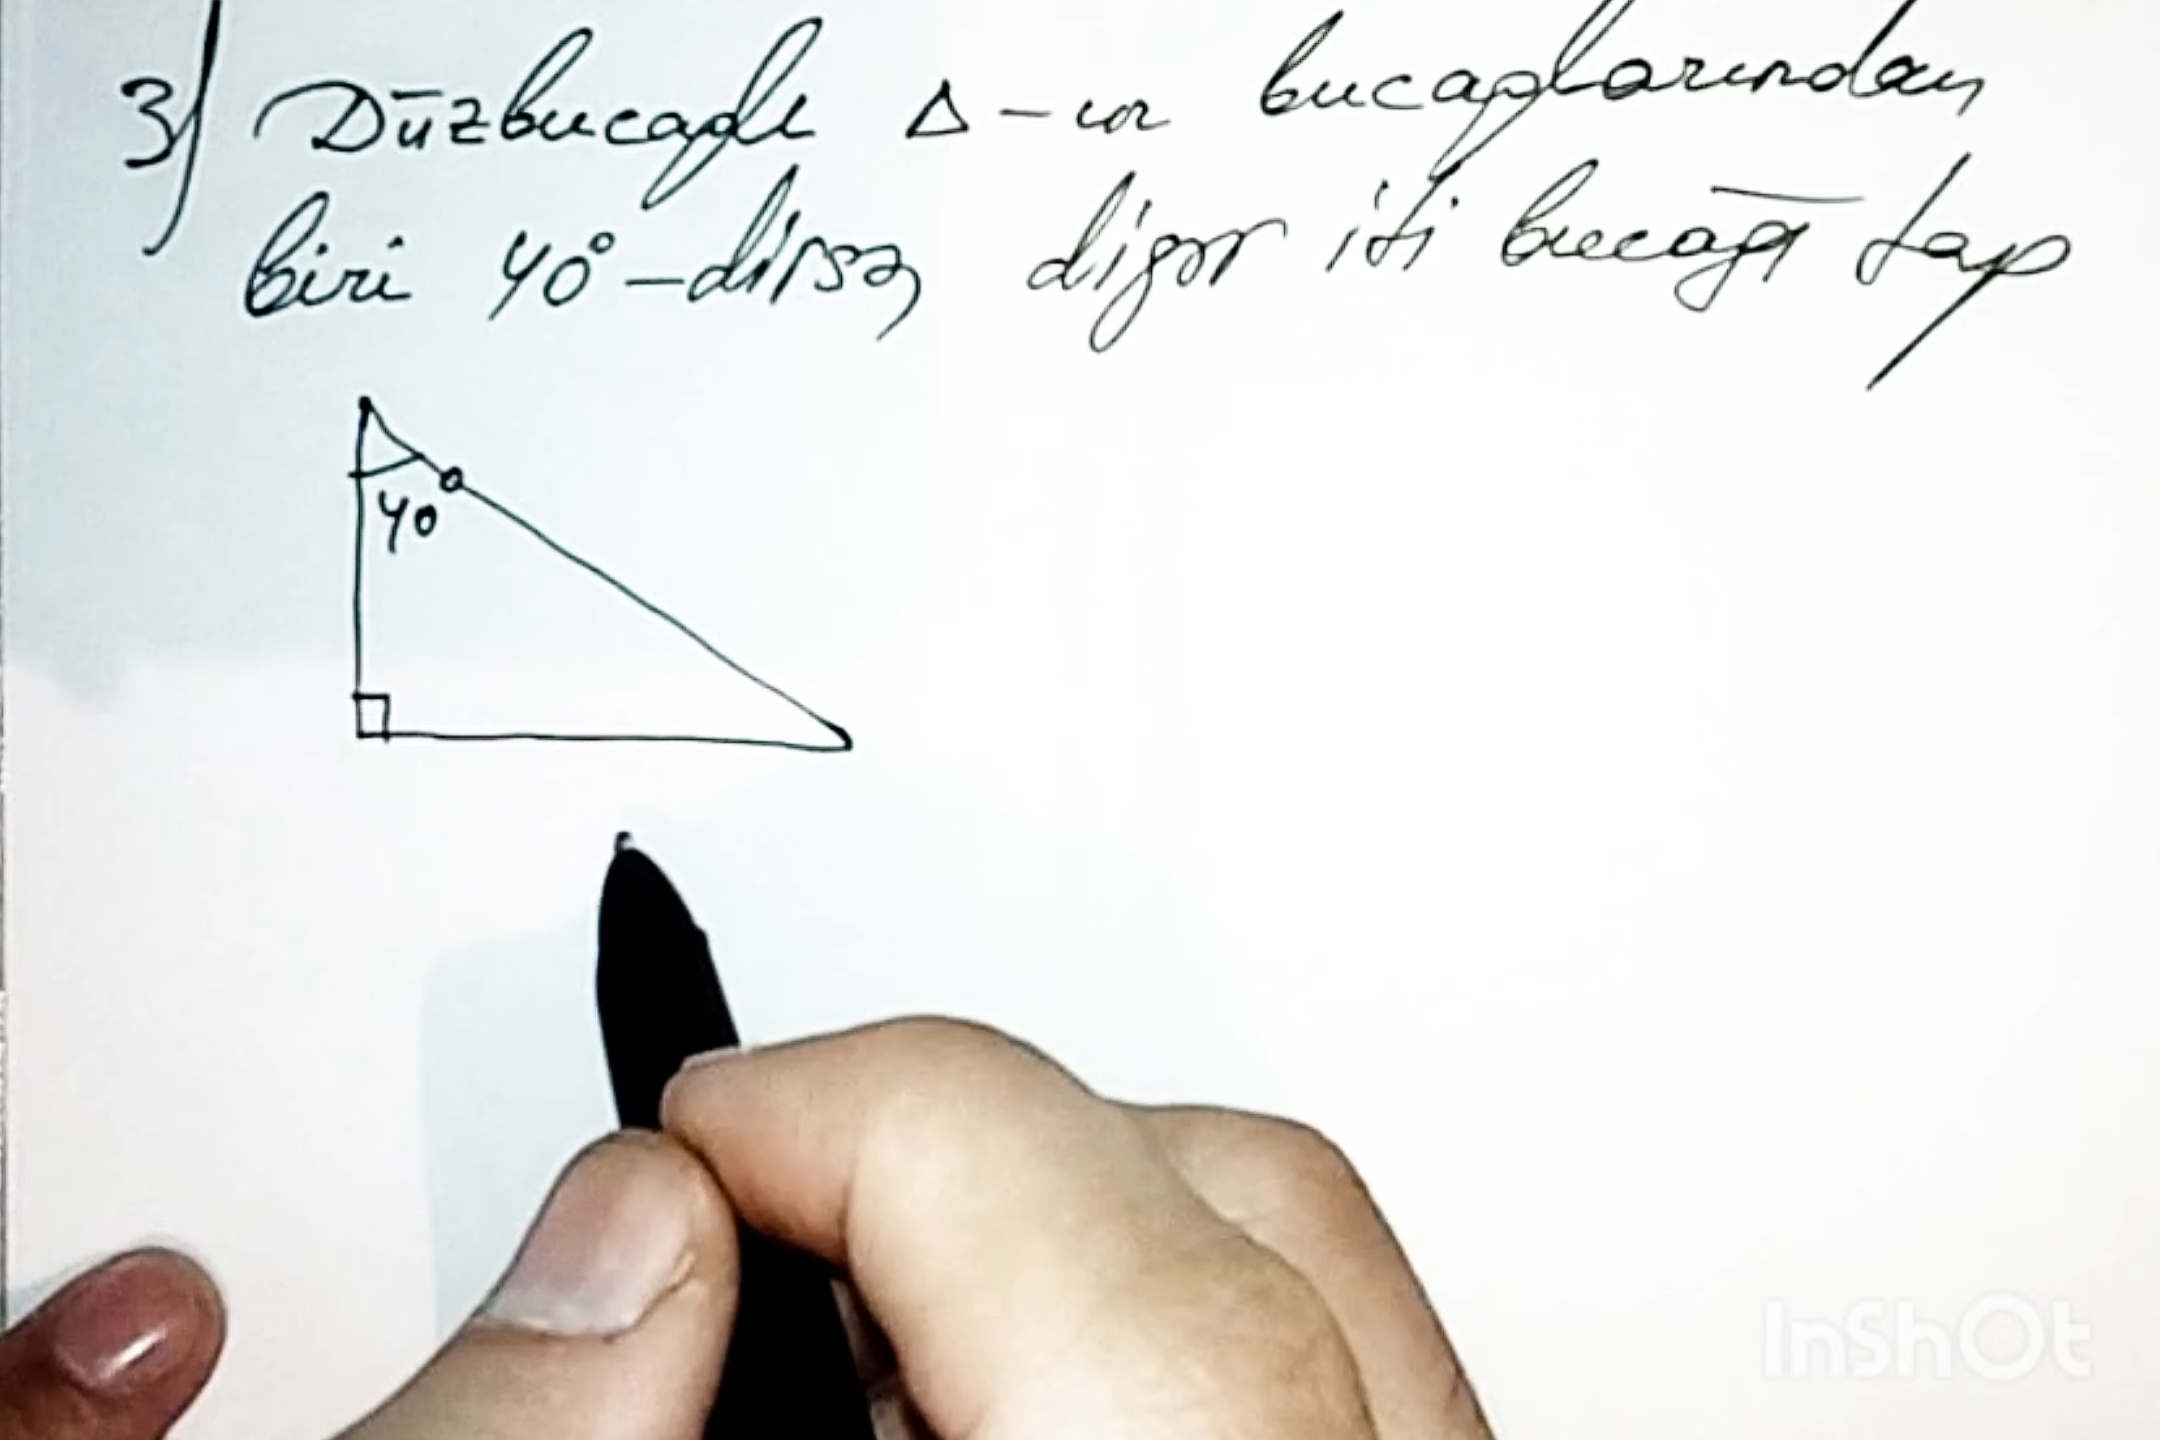 3) Düzbucaqlı Δ-ın bucaqlarından
biri 40°-dirsə, digər iti bucağı tap
40
InShOt